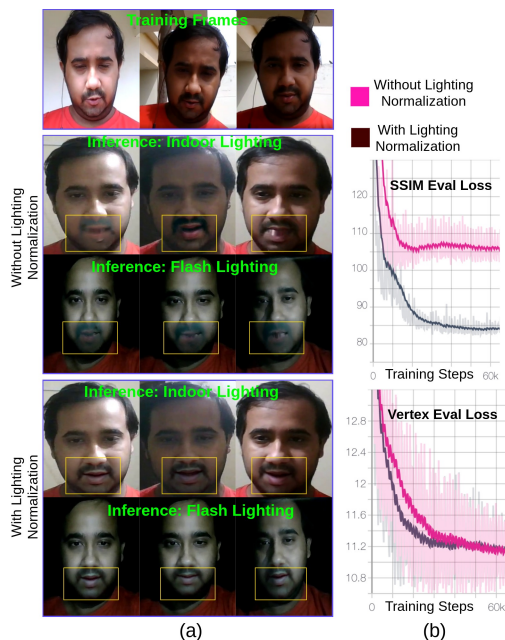 Training Frames
Without Lighting
Normalization
Inference: Indoor Lighting
Inference: Flash Lighting
With Lighting
Normalization
Inference: Indoor Lighting
Inference: Flash Lighting
(a)
Without Lighting
Normalization
With Lighting
Normalization
SSIM Eval Loss
120
110
100
90
80
0 Training Steps 60k
Vertex Eval Loss
12.8
12.4
12
11.6
11.2
10.8
0 Training Steps 60k
(b)